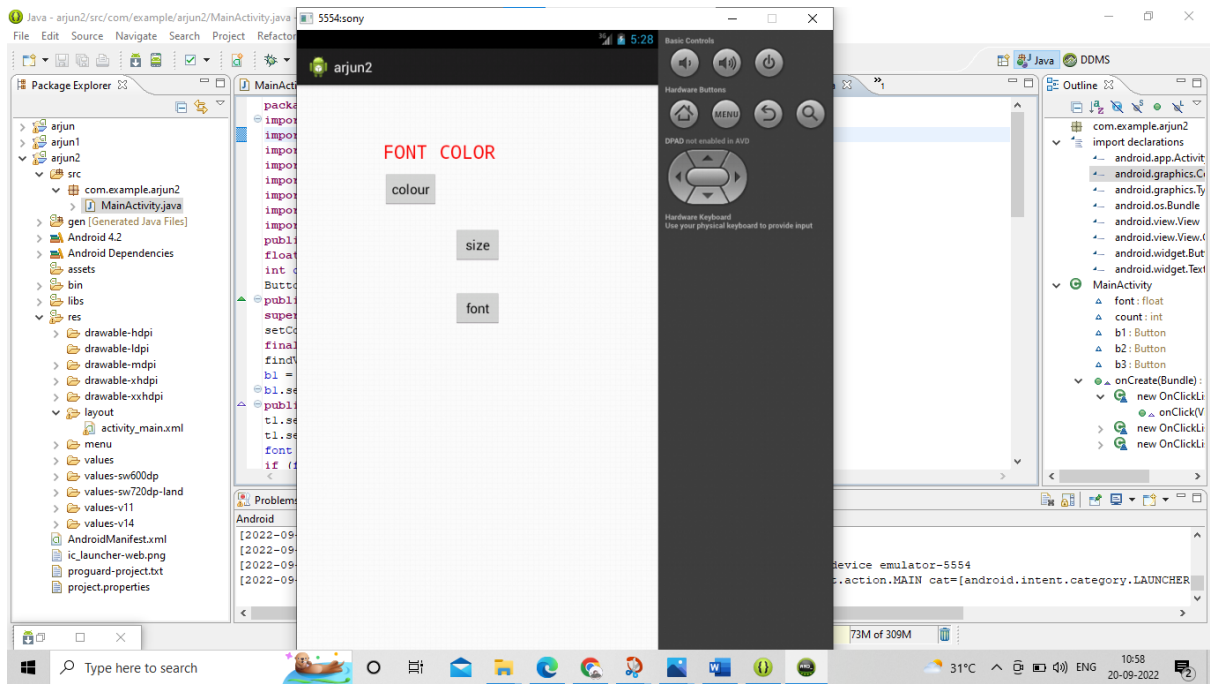 Java - arjun2/src/com/example/arjun2/MainActivity.java -
File Edit Source Navigate Search Project Refactor
Java
DDMS
Package Explorer
arjun
arjun1
arjun2
src
com.example.arjun2
MainActivity.java
gen [Generated Java Files]
Android 4.2
Android Dependencies
assets
bin
libs
res
drawable-hdpi
drawable-ldpi
drawable-mdpi
drawable-xhdpi
drawable-xxhdpi
layout
activity_main.xml
menu
values
values-sw600dp
values-sw720dp-land
values-v11
values-v14
AndroidManifest.xml
ic_launcher-web.png
proguard-project.txt
project.properties
MainActi
packa
impor
impor
impor
impor
impor
impor
impor
impor
publi
float
int c
Butto
publi
super
setCo
final
findV
b1 =
b1.se
publi
t1.se
t1.se
font
if (f
5554:sony
3G 5:28
arjun2
FONT COLOR
colour
size
font
Basic Controls
Hardware Buttons
MENU
DPAD not enabled in AVD
Hardware Keyboard
Use your physical keyboard to provide input
1
Outline
com.example.arjun2
import declarations
android.app.Activit
android.graphics.Co
android.graphics.Ty
android.os.Bundle
android.view.View
android.view.View.O
android.widget.But
android.widget.Text
MainActivity
font : float
count : int
b1 : Button
b2 : Button
b3 : Button
onCreate(Bundle) :
new OnClickLi
onClick(V
new OnClickLi
new OnClickLi
Problems
Android
[2022-09-
[2022-09-
[2022-09- device emulator-5554
[2022-09- t.action.MAIN cat=[android.intent.category.LAUNCHER
73M of 309M
Type here to search
31°C
ENG
10:58
20-09-2022
2